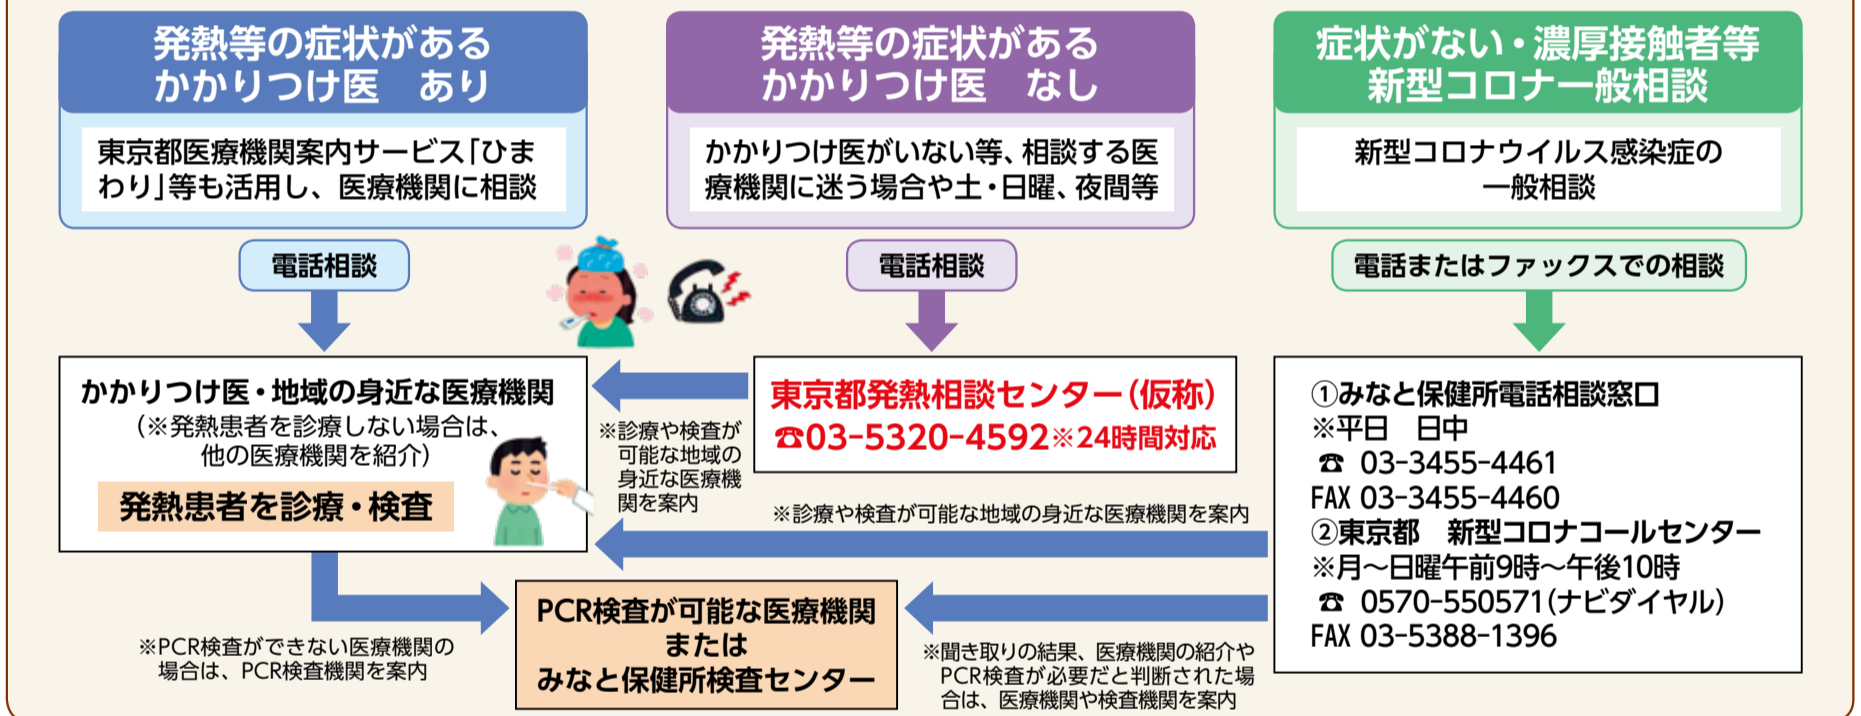 発熱等の症状がある
かかりつけ医　あり
東京都医療機関案内サービス「ひま
わり」等も活用し、医療機関に相談
電話相談
発熱等の症状がある
かかりつけ医　なし
かかりつけ医がいない等、相談する医
療機関に迷う場合や土・日曜、夜間等
電話相談
症状がない・濃厚接触者等
新型コロナ一般相談
新型コロナウイルス感染症の
一般相談
電話またはファックスでの相談
かかりつけ医・地域の身近な医療機関
（※発熱患者を診療しない場合は、
他の医療機関を紹介）
発熱患者を診療・検査
※診療や検査が
可能な地域の
身近な医療機
関を案内
東京都発熱相談センター（仮称）
☎03-5320-4592※24時間対応
※診療や検査が可能な地域の身近な医療機関を案内
①みなと保健所電話相談窓口
※平日　日中
☎ 03-3455-4461
FAX 03-3455-4460
②東京都　新型コロナコールセンター
※月～日曜午前9時～午後10時
☎ 0570-550571（ナビダイヤル）
FAX 03-5388-1396
※PCR検査ができない医療機関の
場合は、PCR検査機関を案内
PCR検査が可能な医療機関
または
みなと保健所検査センター
※聞き取りの結果、医療機関の紹介や
PCR検査が必要だと判断された場
合は、医療機関や検査機関を案内